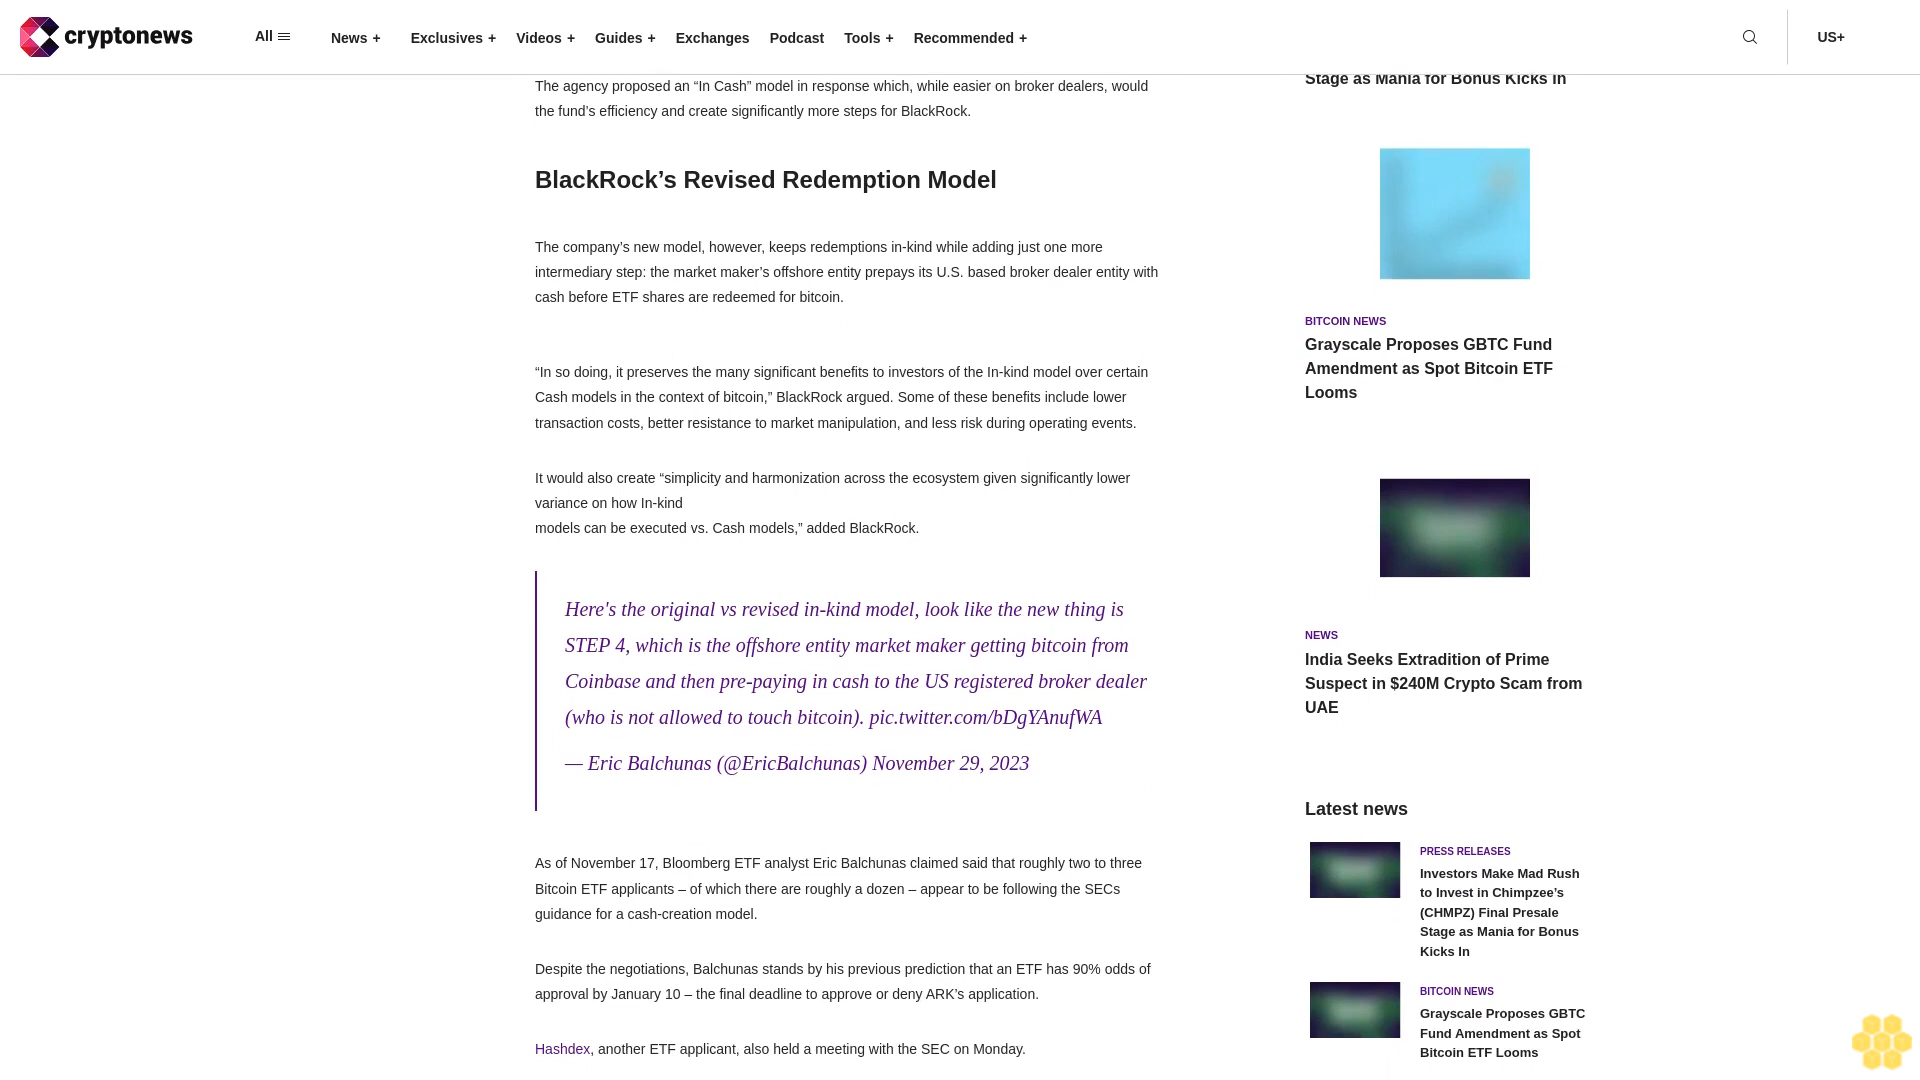 cryptonews
All
News +
Exclusives +
Videos +
Guides +
Exchanges
Podcast
Tools +
Recommended +
US+
The agency proposed an “In Cash” model in response which, while easier on broker dealers, would
the fund’s efficiency and create significantly more steps for BlackRock.
BlackRock’s Revised Redemption Model
The company’s new model, however, keeps redemptions in-kind while adding just one more
intermediary step: the market maker’s offshore entity prepays its U.S. based broker dealer entity with
cash before ETF shares are redeemed for bitcoin.
“In so doing, it preserves the many significant benefits to investors of the In-kind model over certain
Cash models in the context of bitcoin,” BlackRock argued. Some of these benefits include lower
transaction costs, better resistance to market manipulation, and less risk during operating events.
It would also create “simplicity and harmonization across the ecosystem given significantly lower
variance on how In-kind
models can be executed vs. Cash models,” added BlackRock.
Here's the original vs revised in-kind model, look like the new thing is
STEP 4, which is the offshore entity market maker getting bitcoin from
Coinbase and then pre-paying in cash to the US registered broker dealer
(who is not allowed to touch bitcoin). pic.twitter.com/bDgYAnufWA
— Eric Balchunas (@EricBalchunas) November 29, 2023
As of November 17, Bloomberg ETF analyst Eric Balchunas claimed said that roughly two to three
Bitcoin ETF applicants – of which there are roughly a dozen – appear to be following the SECs
guidance for a cash-creation model.
Despite the negotiations, Balchunas stands by his previous prediction that an ETF has 90% odds of
approval by January 10 – the final deadline to approve or deny ARK’s application.
Hashdex, another ETF applicant, also held a meeting with the SEC on Monday.
Stage as Mania for Bonus Kicks In
BITCOIN NEWS
Grayscale Proposes GBTC Fund
Amendment as Spot Bitcoin ETF
Looms
NEWS
India Seeks Extradition of Prime
Suspect in $240M Crypto Scam from
UAE
Latest news
PRESS RELEASES
Investors Make Mad Rush
to Invest in Chimpzee’s
(CHMPZ) Final Presale
Stage as Mania for Bonus
Kicks In
BITCOIN NEWS
Grayscale Proposes GBTC
Fund Amendment as Spot
Bitcoin ETF Looms